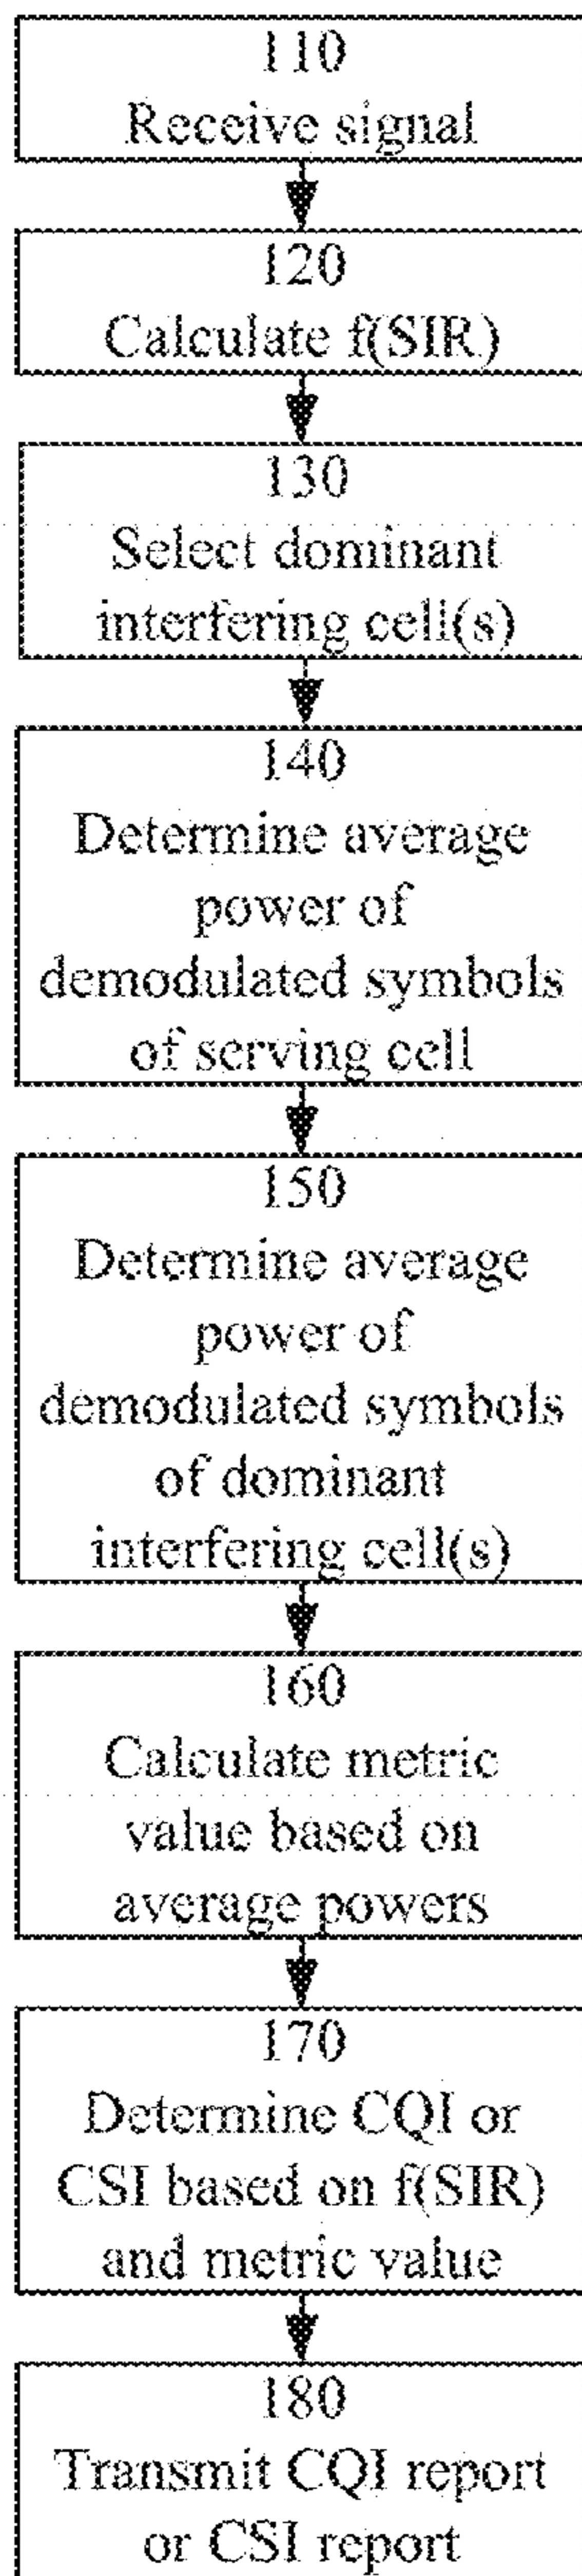 110
Receive signal
120
Calculate f(SIR)
130
Select dominant
interfering cell(s)
140
Determine average
power of
demodulated symbols
of serving cell
150
Determine average
power of
demodulated symbols
of dominant
interfering cell(s)
160
Calculate metric
value based on
average powers
170
Determine CQI or
CSI based on f(SIR)
and metric value
180
Transmit CQI report
or CSI report